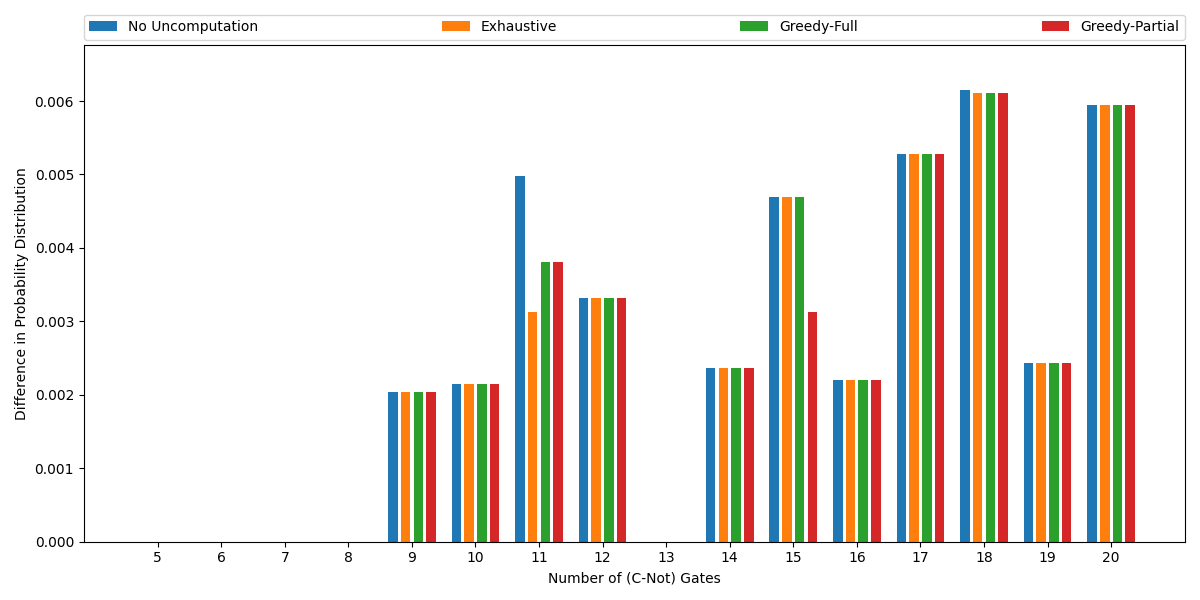 No Uncomputation Exhaustive Greedy-Full Greedy-Partial
0.006
0.005
0.004
0.003
0.002
0.001
0.000
Difference in Probability Distribution
5 6 7 8 9 10 11 12 13 14 15 16 17 18 19 20
Number of (C-Not) Gates